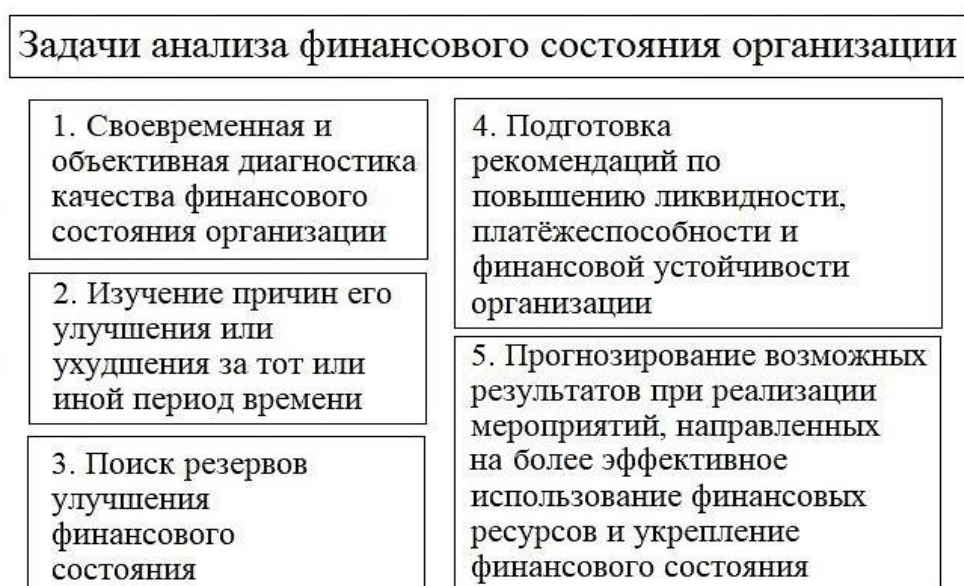 Задачи анализа финансового состояния организации
1. Своевременная и
объективная диагностика
качества финансового
состояния организации
2. Изучение причин его
улучшения или
ухудшения за тот или
иной период времени
3. Поиск резервов
улучшения
финансового
состояния
4. Подготовка
рекомендаций по
повышению ликвидности,
платёжеспособности и
финансовой устойчивости
организации
5. Прогнозирование возможных
результатов при реализации
мероприятий, направленных
на более эффективное
использование финансовых
ресурсов и укрепление
финансового состояния